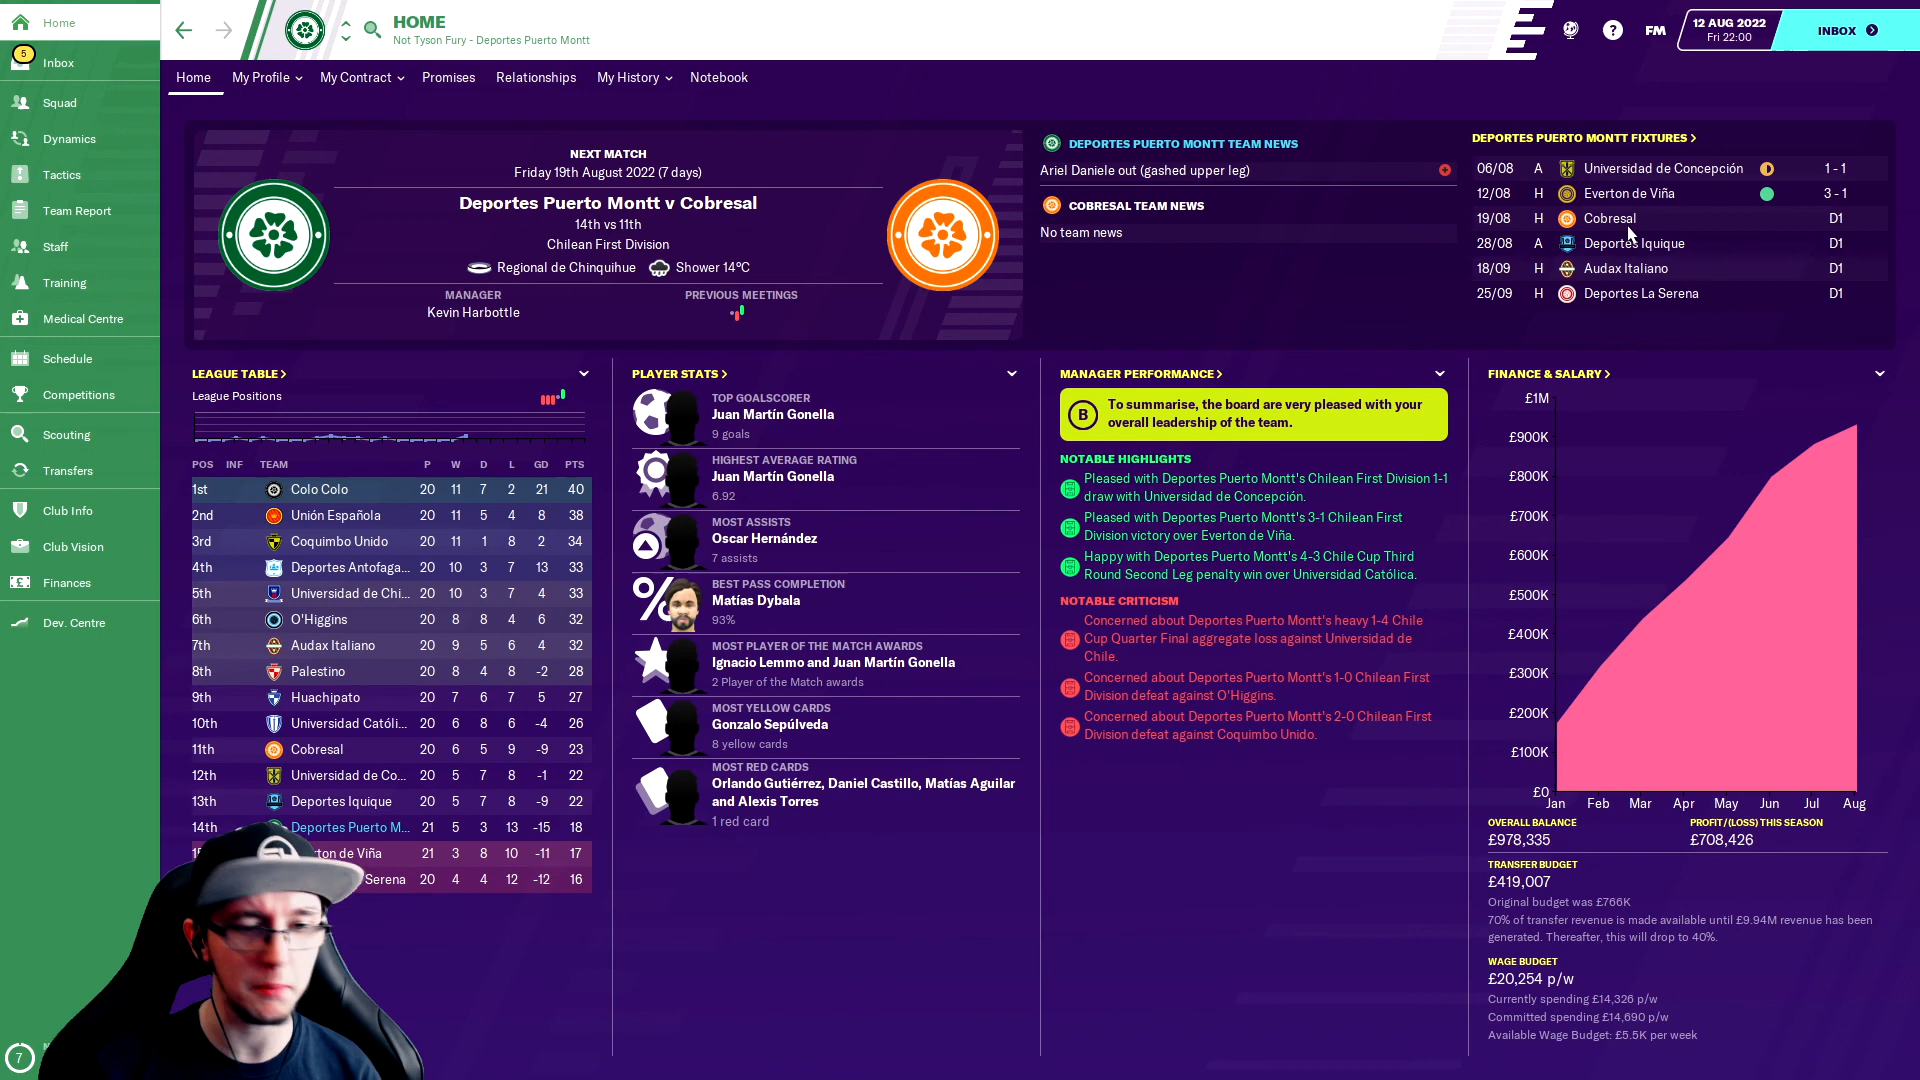 Home
5
Inbox
Squad
Dynamics
Tactics
Team Report
Staff
Training
Medical Centre
Schedule
Competitions
Scouting
Transfers
Club Info
Club Vision
Finances
Dev. Centre
7
HOME
Not Tyson Fury - Deportes Puerto Montt
?
FM
12 AUG 2022
Fri 22:00
INBOX
Home My Profile My Contract Promises Relationships My History Notebook
NEXT MATCH
Friday 19th August 2022 (7 days)
Deportes Puerto Montt v Cobresal
14th vs 11th
Chilean First Division
Regional de Chinquihue Shower 14°C
MANAGER PREVIOUS MEETINGS
Kevin Harbottle
DEPORTES PUERTO MONTT TEAM NEWS
Ariel Daniele out (gashed upper leg)
COBRESAL TEAM NEWS
No team news
DEPORTES PUERTO MONTT FIXTURES >
06/08 A Universidad de Concepción 1 - 1
12/08 H Everton de Viña 3 - 1
19/08 H Cobresal D1
28/08 A Deportes Iquique D1
18/09 H Audax Italiano D1
25/09 H Deportes La Serena D1
LEAGUE TABLE >
League Positions
POS INF TEAM P W D L GD PTS
1st Colo Colo 20 11 7 2 21 40
2nd Unión Española 20 11 5 4 8 38
3rd Coquimbo Unido 20 11 1 8 2 34
4th Deportes Antofaga... 20 10 3 7 13 33
5th Universidad de Chi... 20 10 3 7 4 33
6th O'Higgins 20 8 8 4 6 32
7th Audax Italiano 20 9 5 6 4 32
8th Palestino 20 8 4 8 -2 28
9th Huachipato 20 7 6 7 5 27
10th Universidad Católi... 20 6 8 6 -4 26
11th Cobresal 20 6 5 9 -9 23
12th Universidad de Co... 20 5 7 8 -1 22
13th Deportes Iquique 20 5 7 8 -9 22
14th Deportes Puerto M... 21 5 3 13 -15 18
de Viña 21 3 8 10 -11 17
Serena 20 4 4 12 -12 16
PLAYER STATS >
TOP GOALSCORER
Juan Martín Gonella
9 goals
HIGHEST AVERAGE RATING
Juan Martín Gonella
6.92
MOST ASSISTS
Oscar Hernández
7 assists
BEST PASS COMPLETION
%
Matías Dybala
93%
MOST PLAYER OF THE MATCH AWARDS
Ignacio Lemmo and Juan Martín Gonella
2 Player of the Match awards
MOST YELLOW CARDS
Gonzalo Sepúlveda
8 yellow cards
MOST RED CARDS
Orlando Gutiérrez, Daniel Castillo, Matías Aguilar
and Alexis Torres
1 red card
MANAGER PERFORMANCE >
B
To summarise, the board are very pleased with your
overall leadership of the team.
NOTABLE HIGHLIGHTS
Pleased with Deportes Puerto Montt's Chilean First Division 1-1
draw with Universidad de Concepción.
Pleased with Deportes Puerto Montt's 3-1 Chilean First
Division victory over Everton de Viña.
Happy with Deportes Puerto Montt's 4-3 Chile Cup Third
Round Second Leg penalty win over Universidad Católica.
NOTABLE CRITICISM
Concerned about Deportes Puerto Montt's heavy 1-4 Chile
Cup Quarter Final aggregate loss against Universidad de
Chile.
Concerned about Deportes Puerto Montt's 1-0 Chilean First
Division defeat against O'Higgins.
Concerned about Deportes Puerto Montt's 2-0 Chilean First
Division defeat against Coquimbo Unido.
FINANCE & SALARY >
£1M
£900K
£800K
£700K
£600K
£500K
£400K
£300K
£200K
£100K
£0
Jan Feb Mar Apr May Jun Jul Aug
OVERALL BALANCE PROFIT/(LOSS) THIS SEASON
£978,335 £708,426
TRANSFER BUDGET
£419,007
Original budget was £766K
70% of transfer revenue is made available until £9.94M revenue has been
generated. Thereafter, this will drop to 40%.
WAGE BUDGET
£20,254 p/w
Currently spending £14,326 p/w
Committed spending £14,690 p/w
Available Wage Budget: £5.5K per week